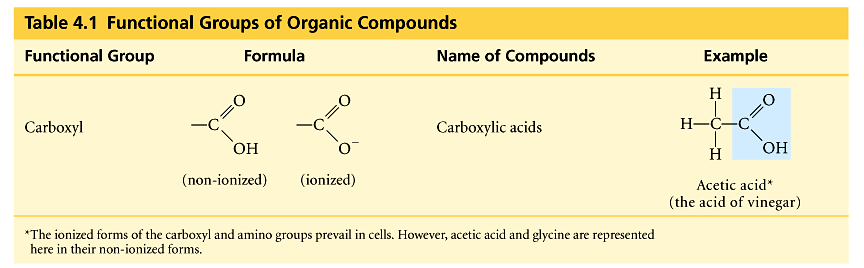 Table 4.1 Functional Groups of Organic Compounds
Functional Group Formula Name of Compounds Example
Carboxyl
—C
O
OH
(non-ionized)
—C
O
O⁻
(ionized)
Carboxylic acids
H
H—C—C
H
O
OH
Acetic acid*
(the acid of vinegar)
*The ionized forms of the carboxyl and amino groups prevail in cells. However, acetic acid and glycine are represented
here in their non-ionized forms.